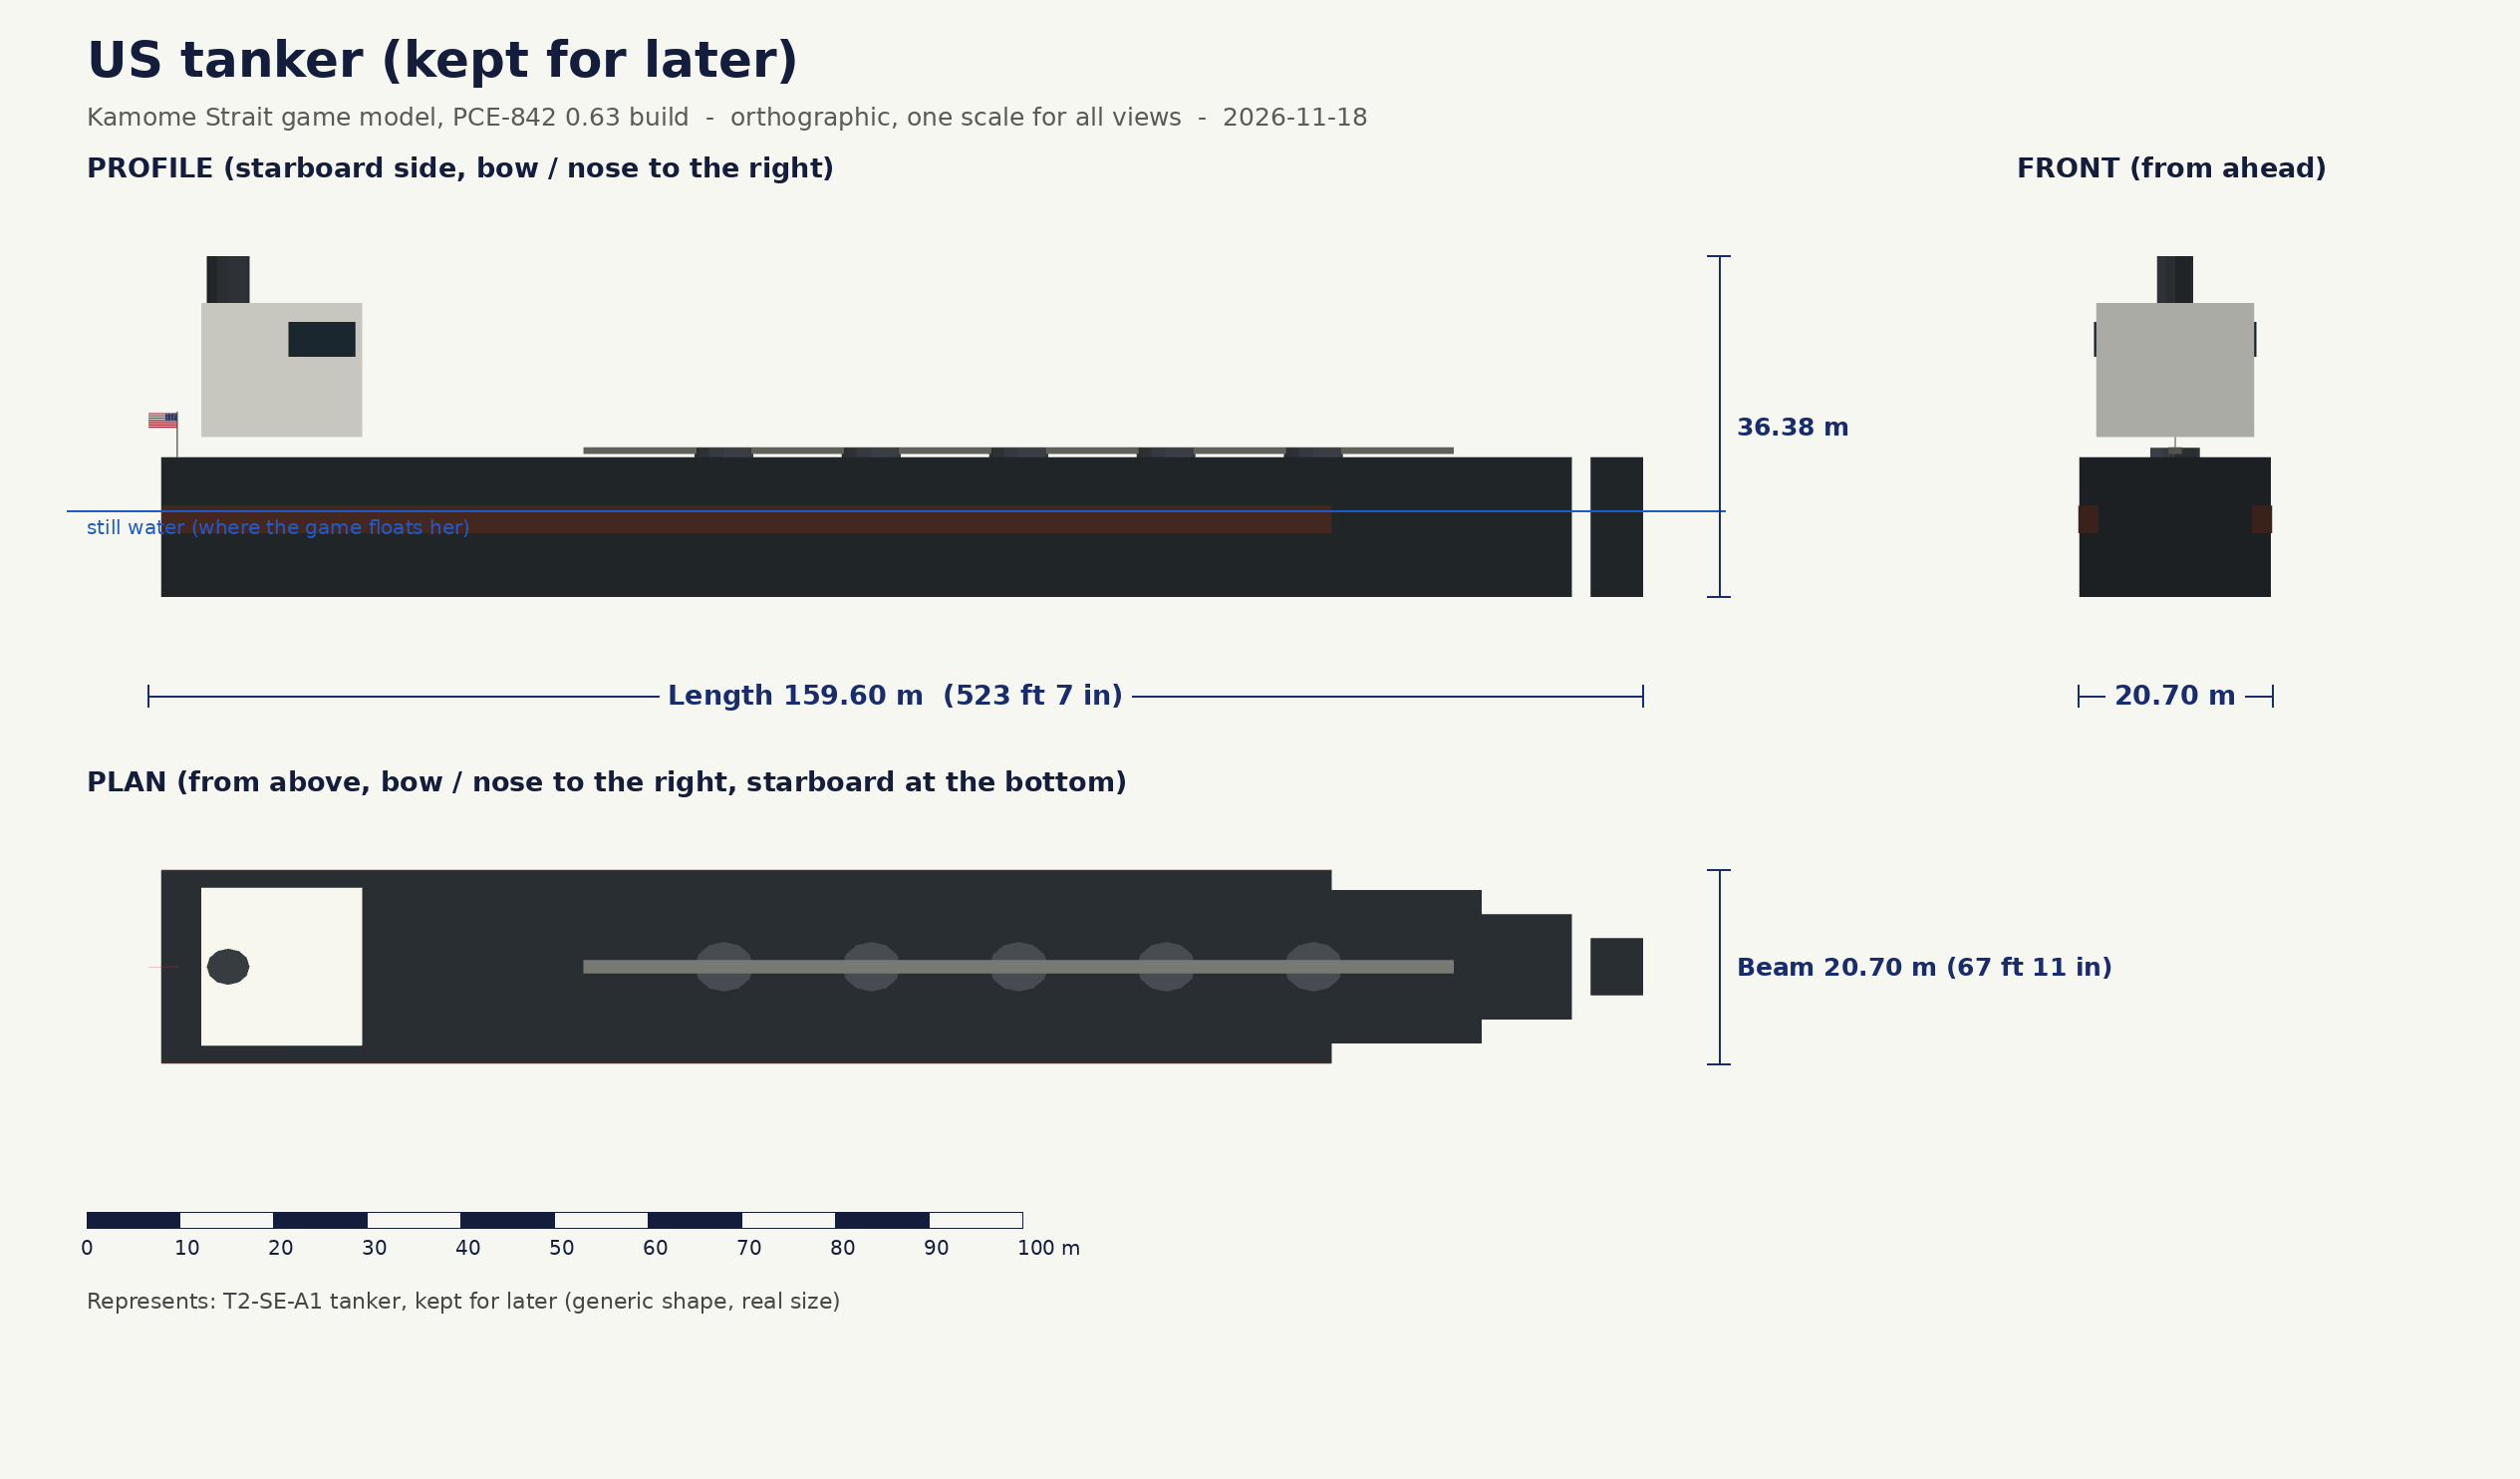 US tanker (kept for later)
Kamome Strait game model, PCE-842 0.63 build - orthographic, one scale for all views - 2026-11-18
PROFILE (starboard side, bow / nose to the right)
FRONT (from ahead)
36.38 m
still water (where the game floats her)
Length 159.60 m (523 ft 7 in)
20.70 m
PLAN (from above, bow / nose to the right, starboard at the bottom)
Beam 20.70 m (67 ft 11 in)
0 10 20 30 40 50 60 70 80 90 100 m
Represents: T2-SE-A1 tanker, kept for later (generic shape, real size)